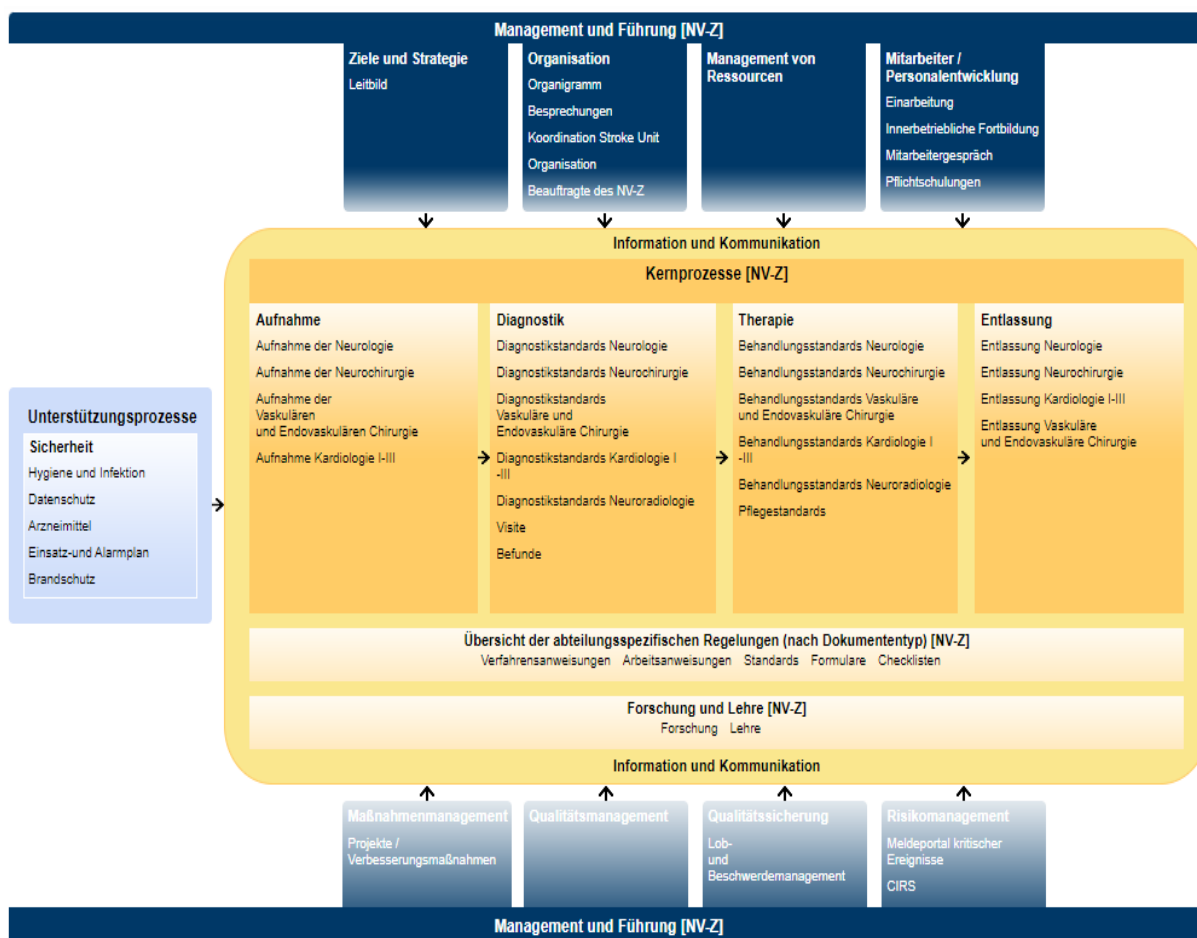 Management und Führung [NV-Z]
Ziele und Strategie
Leitbild
Organisation
Organigramm
Besprechungen
Koordination Stroke Unit
Organisation
Beauftragte des NV-Z
Management von
Ressourcen
Mitarbeiter /
Personalentwicklung
Einarbeitung
Innerbetriebliche Fortbildung
Mitarbeitergespräch
Pflichtschulungen
Information und Kommunikation
Kernprozesse [NV-Z]
Unterstützungsprozesse
Sicherheit
Hygiene und Infektion
Datenschutz
Arzneimittel
Einsatz-und Alarmplan
Brandschutz
Aufnahme
Aufnahme der Neurologie
Aufnahme der Neurochirurgie
Aufnahme der
Vaskulären
und Endovaskulären Chirurgie
Aufnahme Kardiologie I-III
Diagnostik
Diagnostikstandards Neurologie
Diagnostikstandards Neurochirurgie
Diagnostikstandards
Vaskuläre und
Endovaskuläre Chirurgie
Diagnostikstandards Kardiologie I
-III
Diagnostikstandards Neuroradiologie
Visite
Befunde
Therapie
Behandlungsstandards Neurologie
Behandlungsstandards Neurochirurgie
Behandlungsstandards Vaskuläre
und Endovaskuläre Chirurgie
Behandlungsstandards Kardiologie I
-III
Behandlungsstandards Neuroradiologie
Pflegestandards
Entlassung
Entlassung Neurologie
Entlassung Neurochirurgie
Entlassung Kardiologie I-III
Entlassung Vaskuläre
und Endovaskuläre Chirurgie
Übersicht der abteilungsspezifischen Regelungen (nach Dokumententyp) [NV-Z]
Verfahrensanweisungen Arbeitsanweisungen Standards Formulare Checklisten
Forschung und Lehre [NV-Z]
Forschung Lehre
Information und Kommunikation
Maßnahmenmanagement
Projekte /
Verbesserungsmaßnahmen
Qualitätsmanagement
Qualitätssicherung
Lob-
und
Beschwerdemanagement
Risikomanagement
Meldeportal kritischer
Ereignisse
CIRS
Management und Führung [NV-Z]